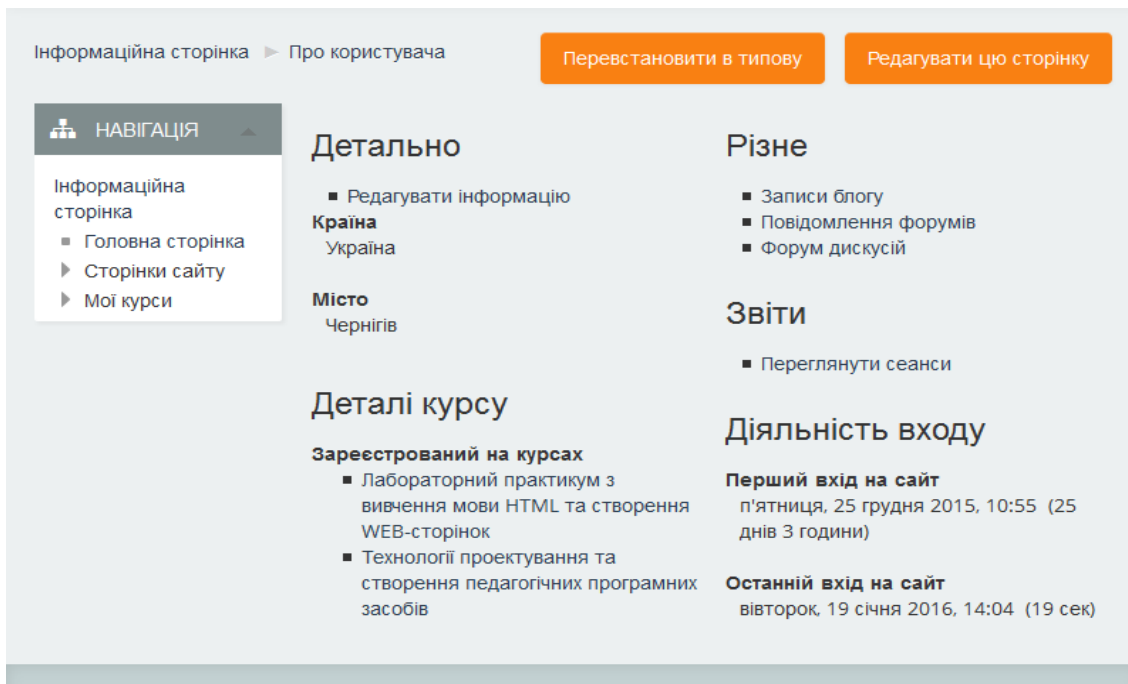 Інформаційна сторінка ► Про користувача
Перевстановити в типову
Редагувати цю сторінку
НАВІГАЦІЯ
Інформаційна
сторінка
Головна сторінка
Сторінки сайту
Мої курси
Детально
Редагувати інформацію
Країна
Україна
Місто
Чернігів
Деталі курсу
Зареєстрований на курсах
Лабораторний практикум з
вивчення мови HTML та створення
WEB-сторінок
Технології проектування та
створення педагогічних програмних
засобів
Різне
Записи блогу
Повідомлення форумів
Форум дискусій
Звіти
Переглянути сеанси
Діяльність входу
Перший вхід на сайт
п'ятниця, 25 грудня 2015, 10:55 (25
днів 3 години)
Останній вхід на сайт
вівторок, 19 січня 2016, 14:04 (19 сек)